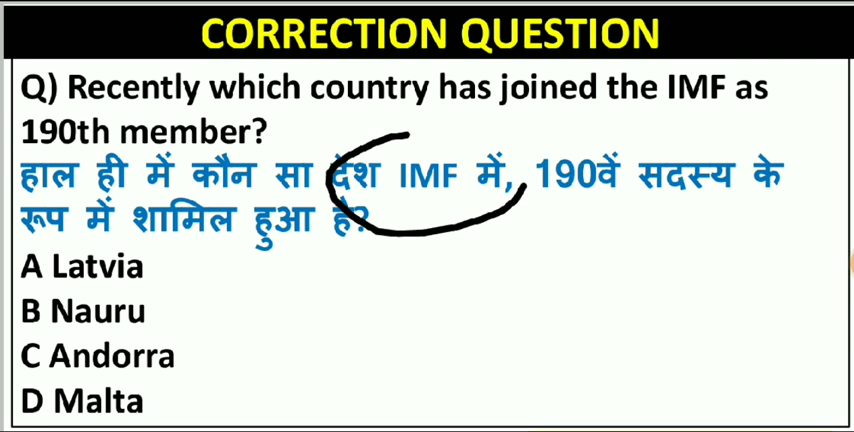 CORRECTION QUESTION
Q) Recently which country has joined the IMF as
190th member?
हाल ही में कौन सा देश IMF में, 190वें सदस्य के
रूप में शामिल हुआ है?
A Latvia
B Nauru
C Andorra
D Malta